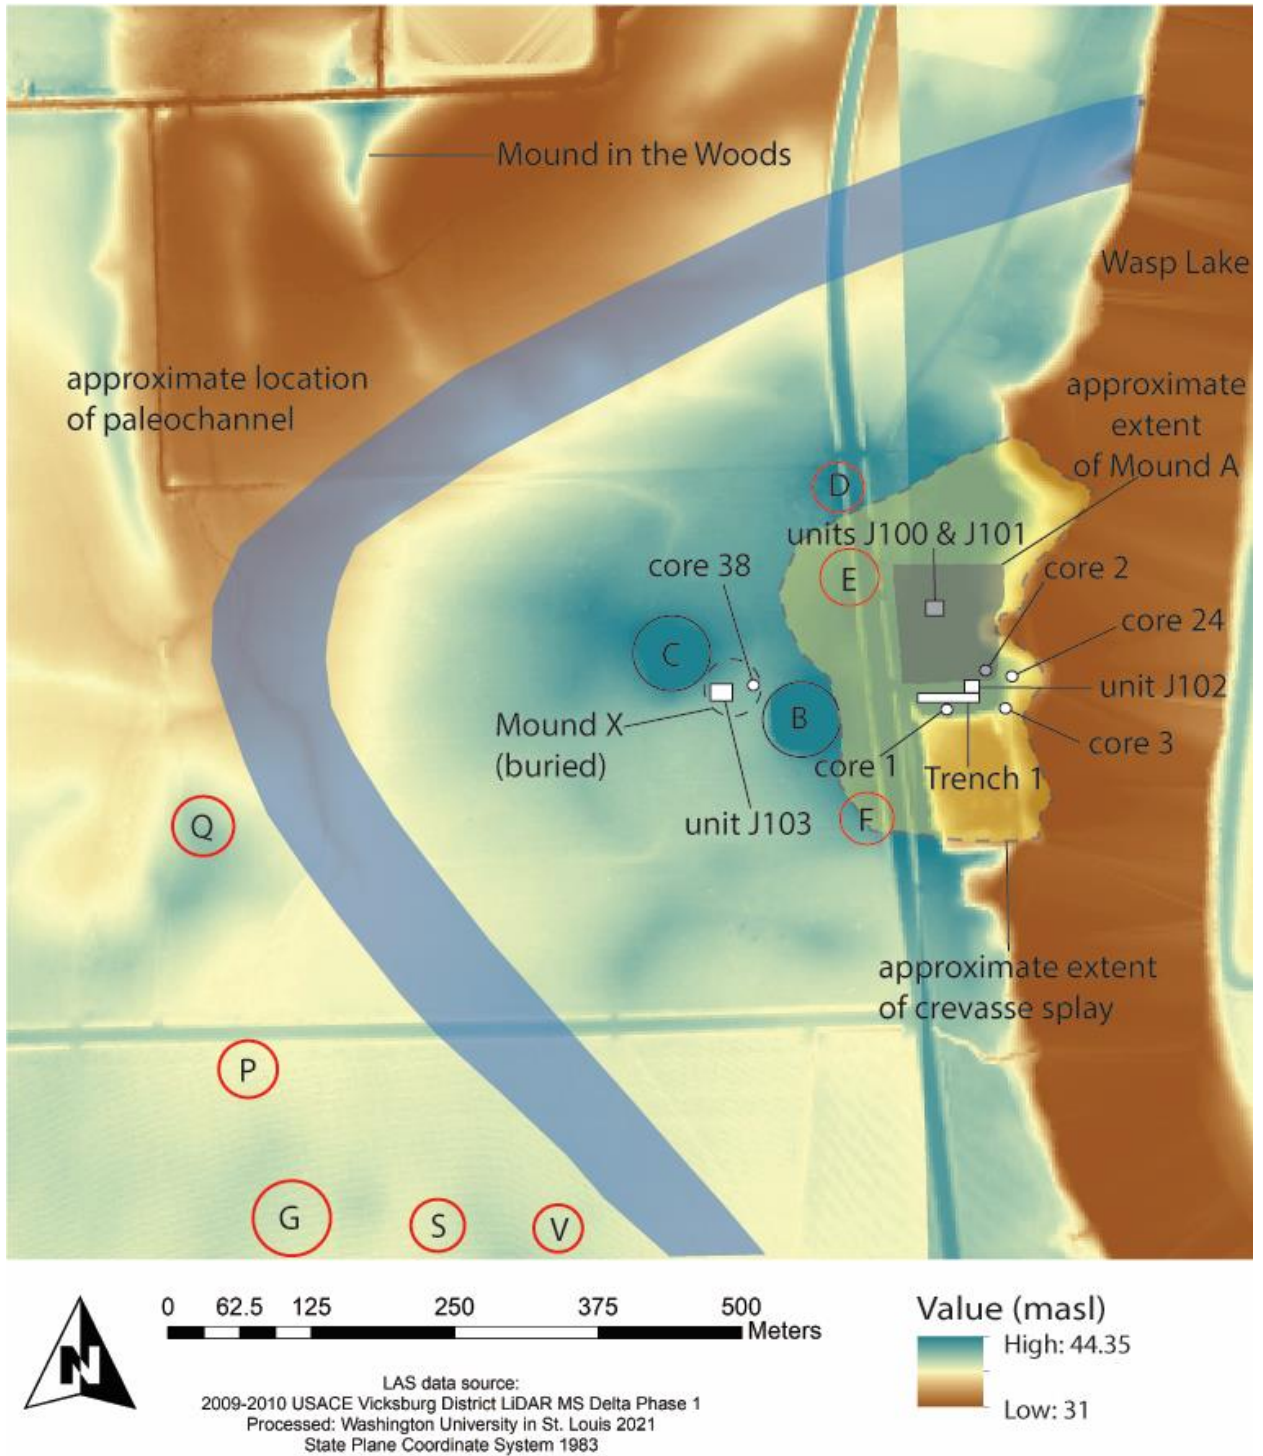 Mound in the Woods
Wasp Lake
approximate location
of paleochannel
approximate
extent
of Mound A
D
units J100 & J101
core 38
E
core 2
core 24
C
unit J102
Mound X
(buried)
B
core 3
core 1
Trench 1
unit J103
F
Q
approximate extent
of crevasse splay
P
G
S
V
N
0 62.5 125 250 375 500
Meters
LAS data source:
2009-2010 USACE Vicksburg District LiDAR MS Delta Phase 1
Processed: Washington University in St. Louis 2021
State Plane Coordinate System 1983
Value (masl)
High: 44.35
Low: 31